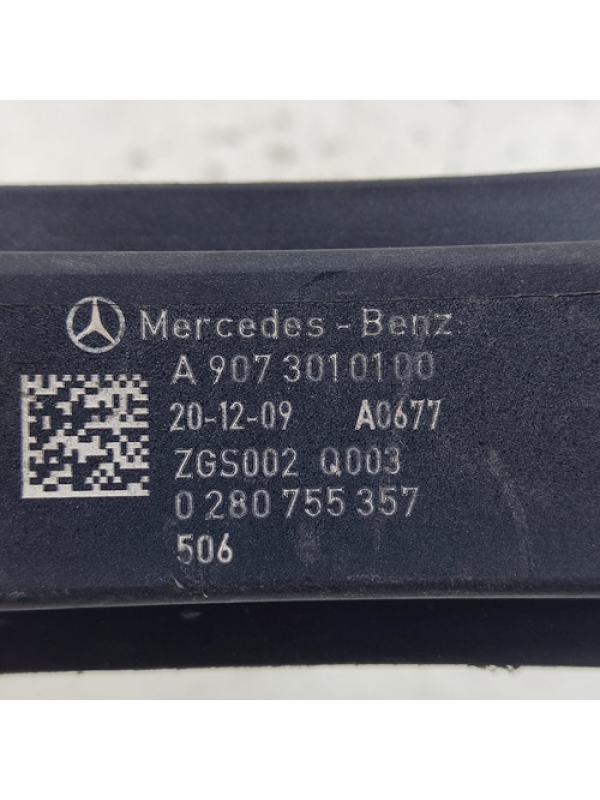 Mercedes-Benz
A 907 301 01 00
20-12-09 A0677
ZGS002 Q003
0 280 755 357
506